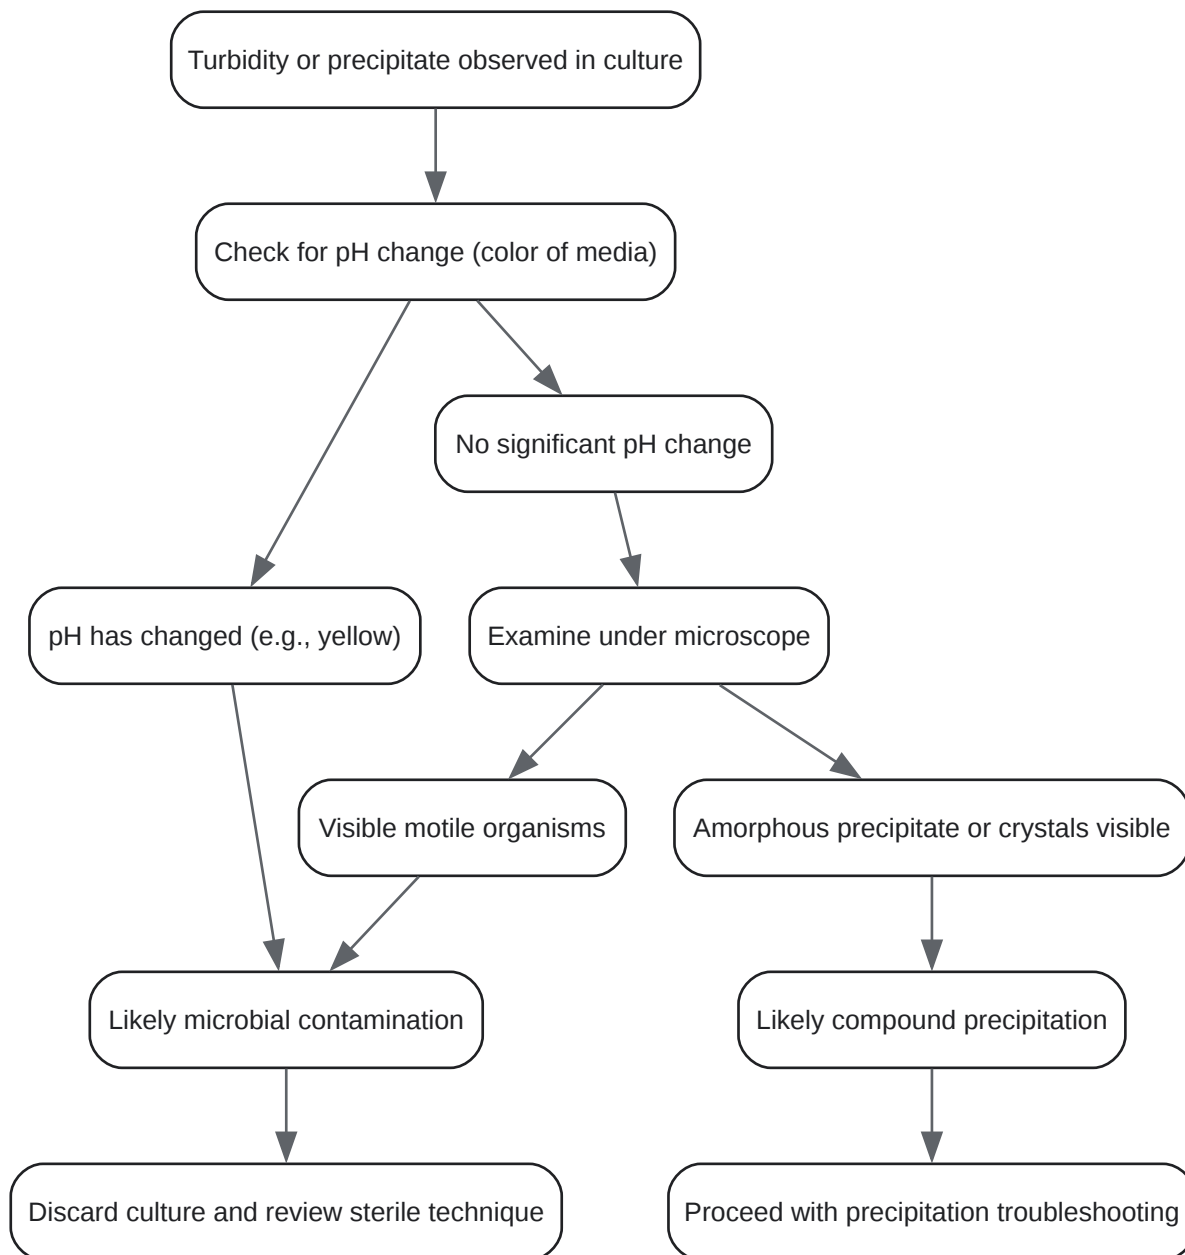 Turbidity or precipitate observed in culture
Check for pH change (color of media)
No significant pH change
pH has changed (e.g., yellow)
Examine under microscope
Visible motile organisms
Amorphous precipitate or crystals visible
Likely microbial contamination
Likely compound precipitation
Discard culture and review sterile technique
Proceed with precipitation troubleshooting